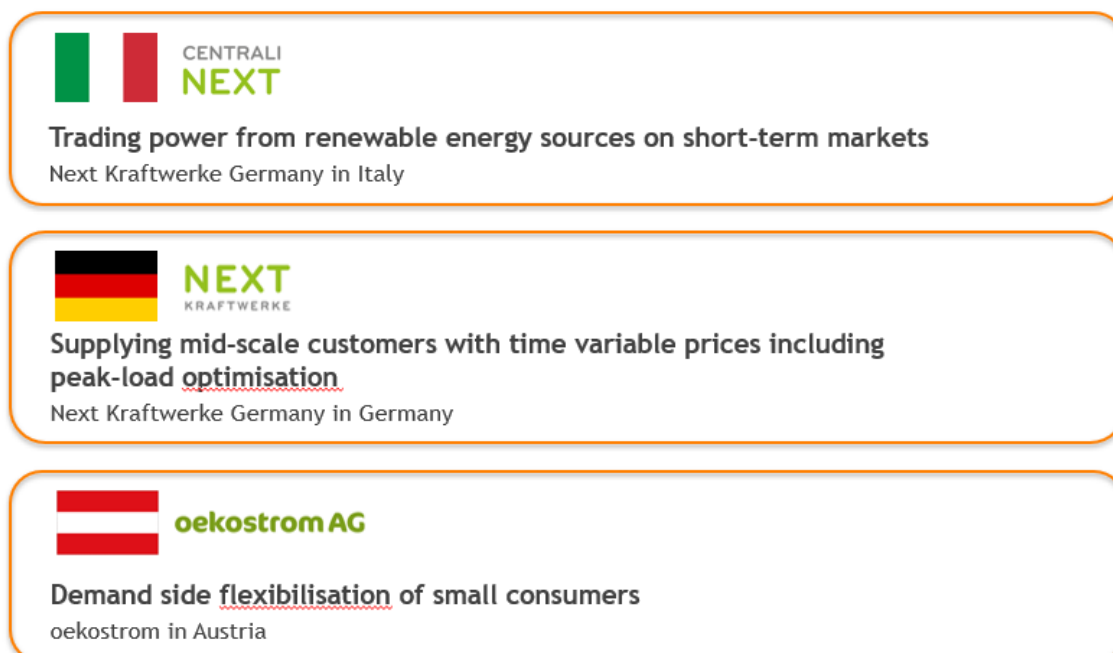 CENTRALI
NEXT
Trading power from renewable energy sources on short-term markets
Next Kraftwerke Germany in Italy
NEXT
KRAFTWERKE
Supplying mid-scale customers with time variable prices including
peak-load optimisation
Next Kraftwerke Germany in Germany
oekostrom AG
Demand side flexibilisation of small consumers
oekostrom in Austria